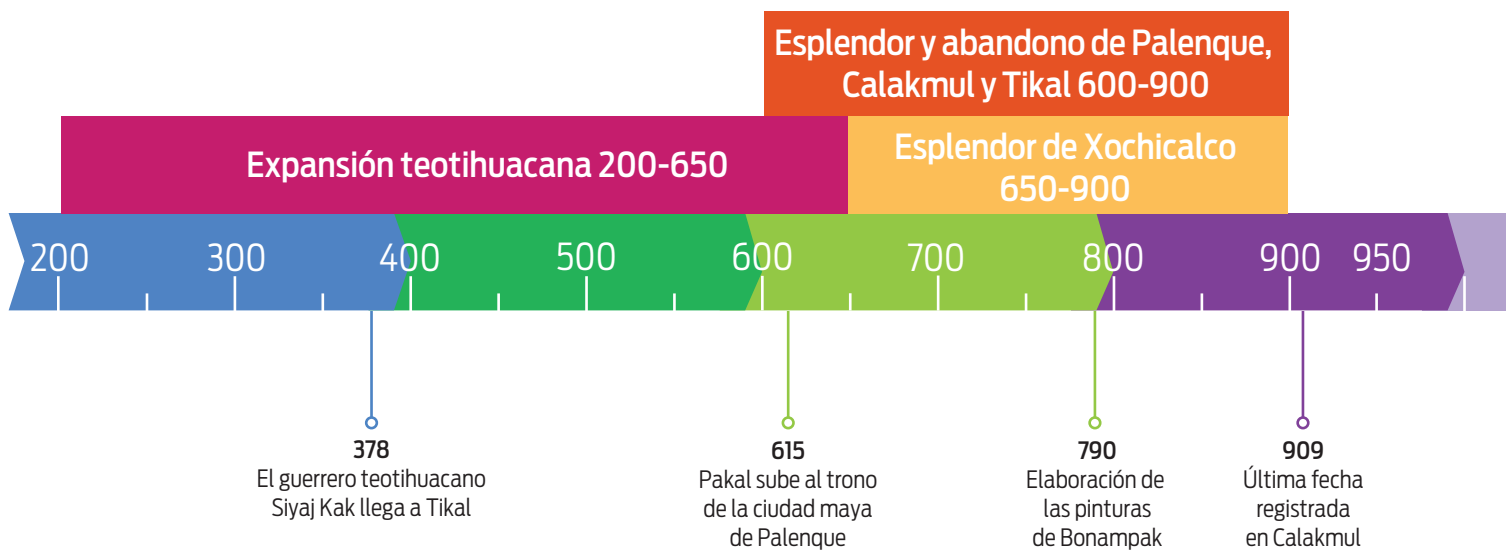 Esplendor y abandono de Palenque,
Calakmul y Tikal 600-900
Expansión teotihuacana 200-650
Esplendor de Xochicalco
650-900
200 300 400 500 600 700 800 900 950
378
El guerrero teotihuacano
Siyaj Kak llega a Tikal
615
Pakal sube al trono
de la ciudad maya
de Palenque
790
Elaboración de
las pinturas
de Bonampak
909
Última fecha
registrada
en Calakmul